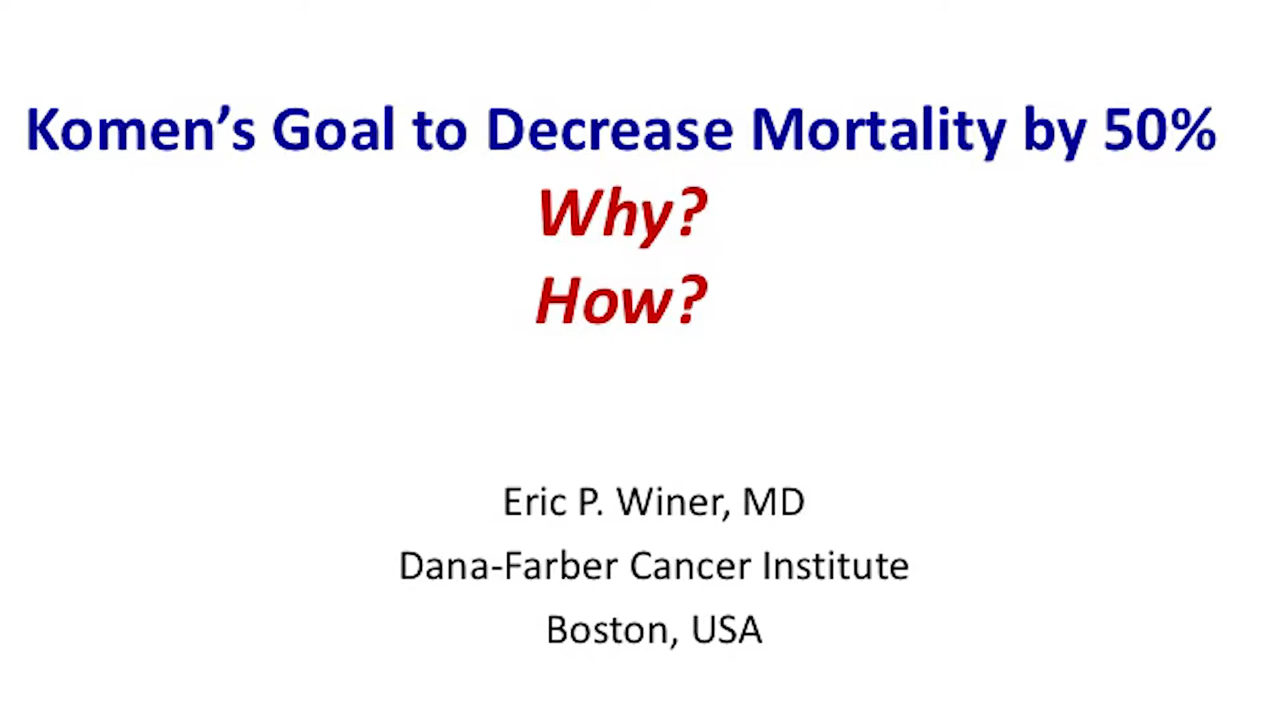 Komen’s Goal to Decrease Mortality by 50%
Why?
How?
Eric P. Winer, MD
Dana-Farber Cancer Institute
Boston, USA